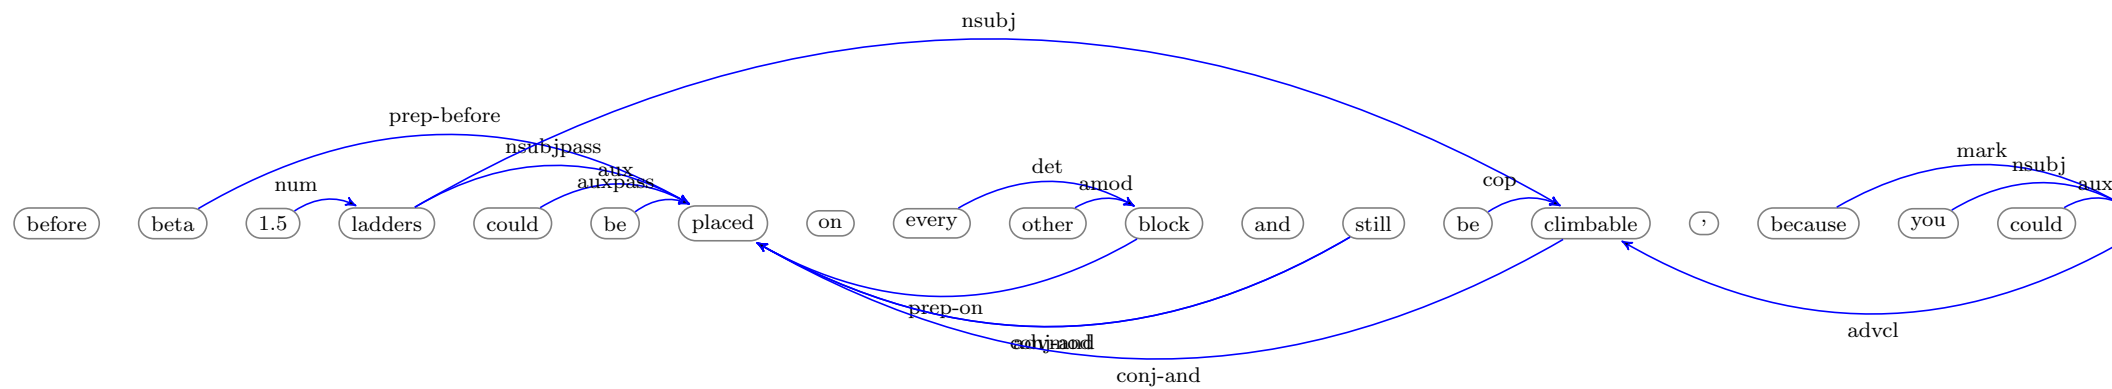 nsubj
prep-before
nsubjpass
mark
nsubj
aux
det
auxpass
amod
cop
aux
num
before beta 1.5 ladders could be placed on every other block and still be climbable , because you could
prep-on
advcl
conj-and